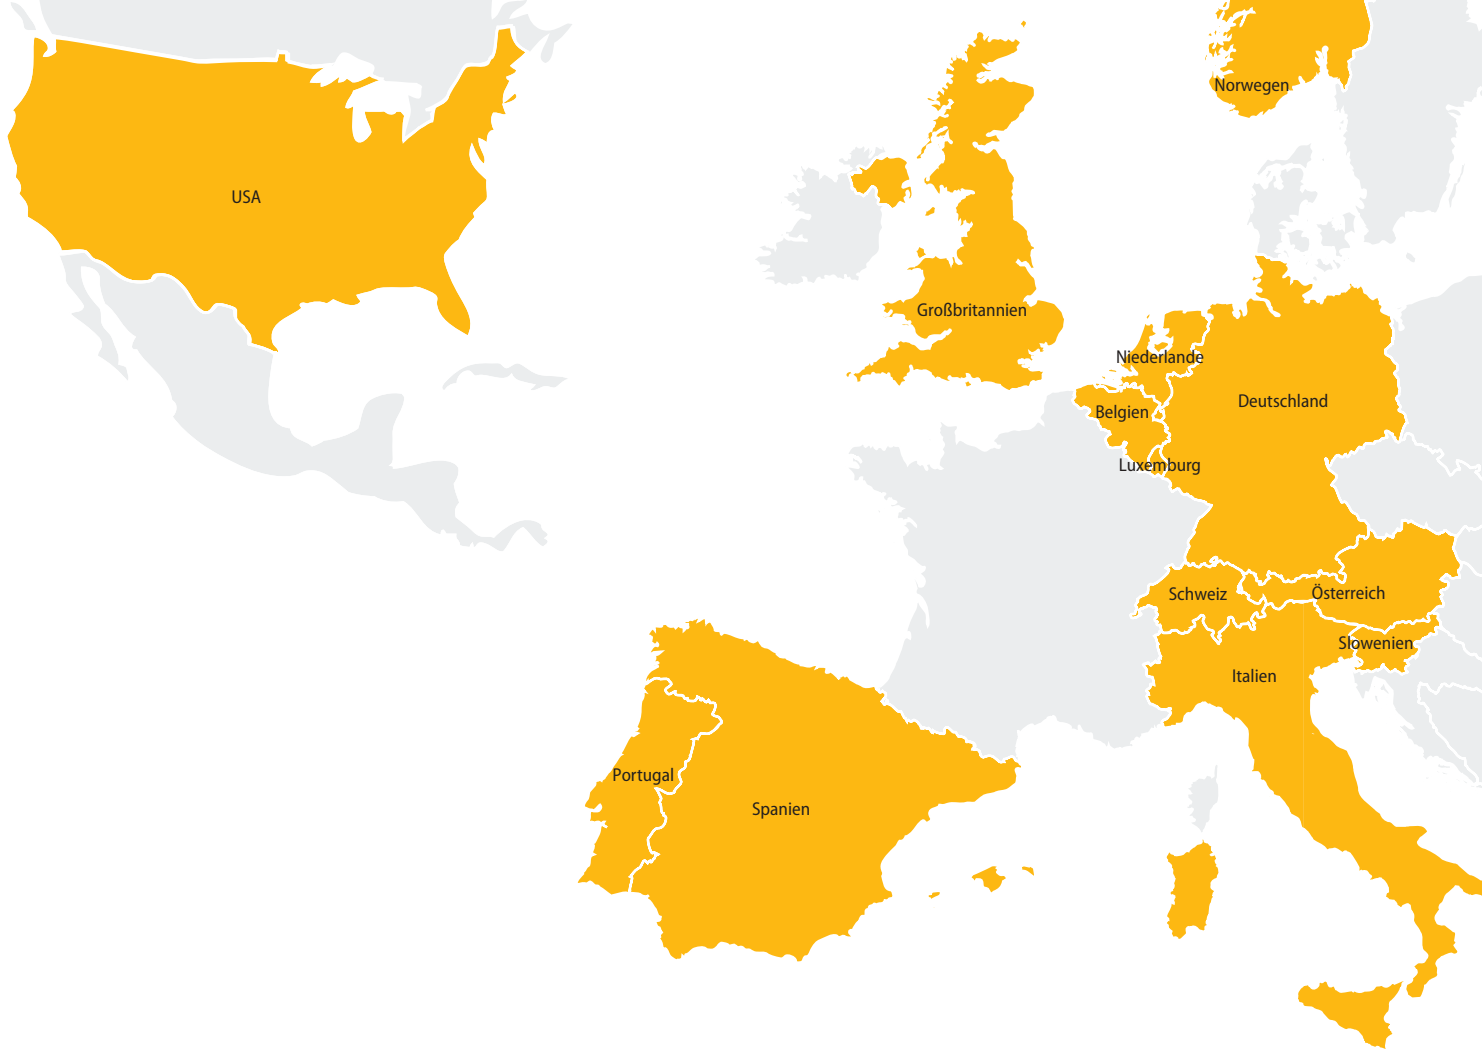 Norwegen
USA
Großbritannien
Niederlande
Deutschland
Belgien
Luxemburg
Schweiz
Österreich
Slowenien
Italien
Portugal
Spanien